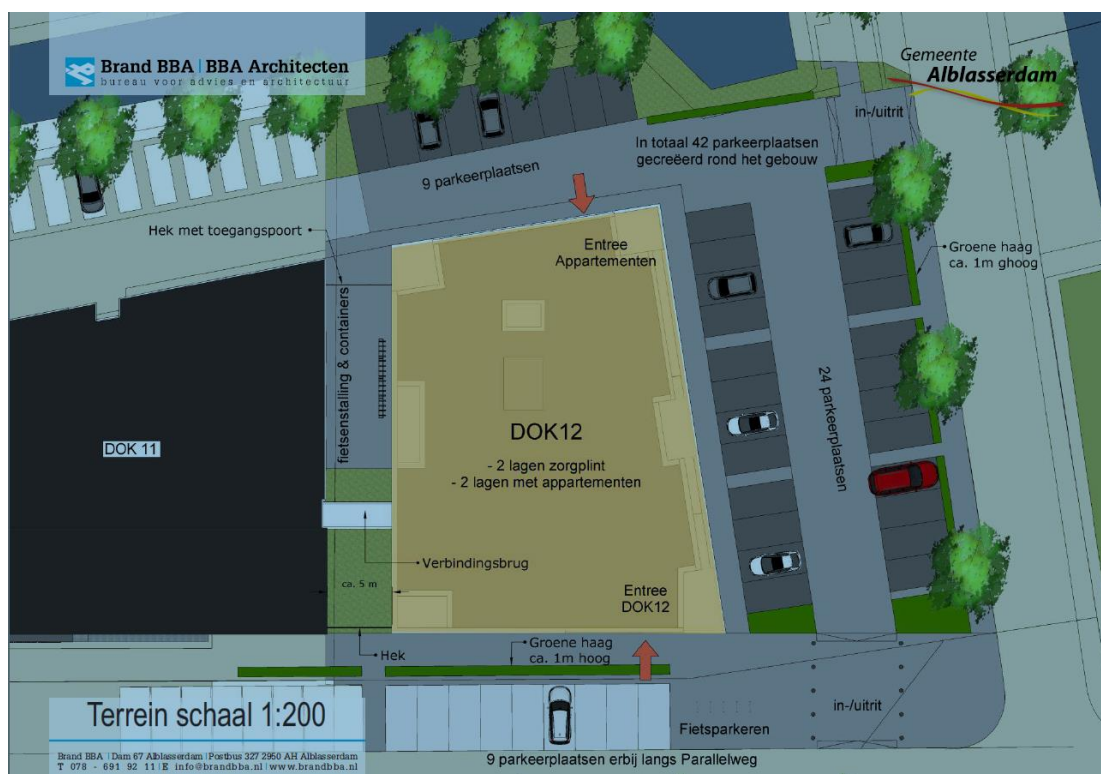 Brand BBA | BBA Architecten
bureau voor advies en architectuur
Gemeente
Alblasserdam
in-/uitrit
In totaal 42 parkeerplaatsen
gecreëerd rond het gebouw
9 parkeerplaatsen
Hek met toegangspoort
Entree
Appartementen
Groene haag
ca. 1m ghoog
fietsenstalling & containers
24 parkeerplaatsen
DOK 11
DOK12
- 2 lagen zorgplint
- 2 lagen met appartementen
Verbindingsbrug
ca. 5 m
Entree
DOK12
Hek
Groene haag
ca. 1m hoog
Terrein schaal 1:200
Fietsparkeren
in-/uitrit
Brand BBA | Dam 67 Alblasserdam | Postbus 327 2950 AH Alblasserdam
T 078 - 691 92 11 | E info@brandbba.nl | www.brandbba.nl
9 parkeerplaatsen erbij langs Parallelweg